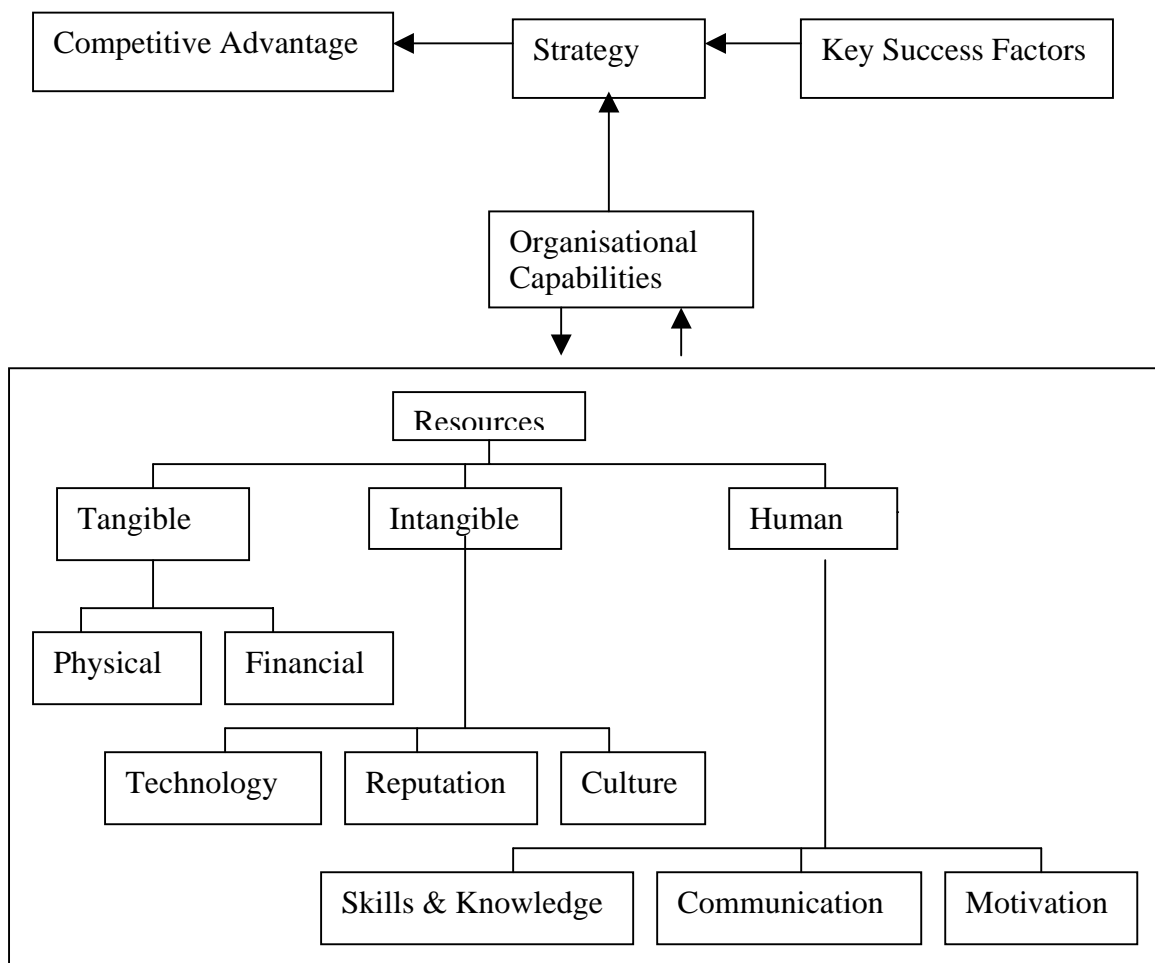 Competitive Advantage
Strategy
Key Success Factors
Organisational
Capabilities
Resources
Tangible
Intangible
Human
Physical
Financial
Technology
Reputation
Culture
Skills & Knowledge
Communication
Motivation